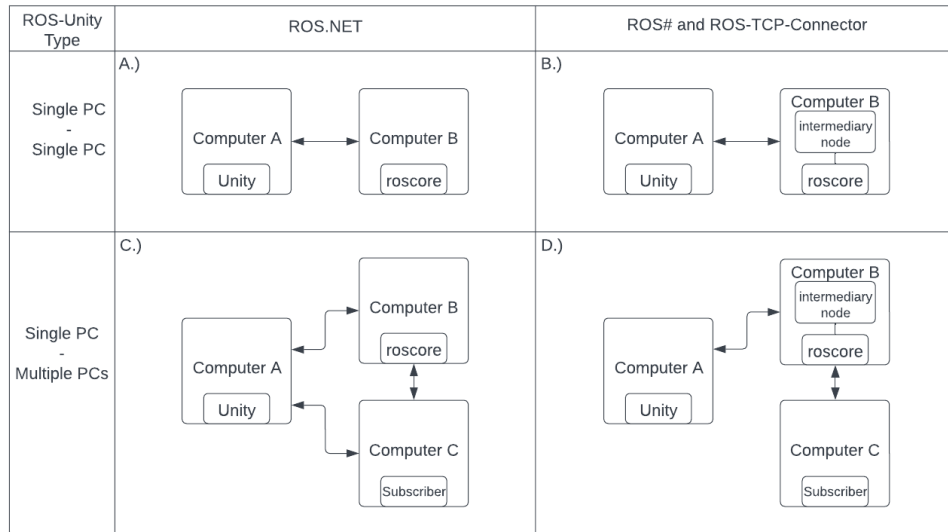 ROS-Unity
Type
ROS.NET
ROS# and ROS-TCP-Connector
Single PC
-
Single PC
A.)
Computer A
Unity
Computer B
roscore
B.)
Computer A
Unity
Computer B
intermediary
node
roscore
Single PC
-
Multiple PCs
C.)
Computer A
Unity
Computer B
roscore
Computer C
Subscriber
D.)
Computer A
Unity
Computer B
intermediary
node
roscore
Computer C
Subscriber